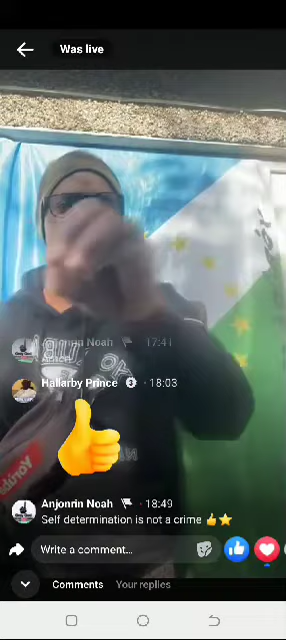 Was live
Anjonrin Noah · 17:41
Hallarby Prince · 18:03
Anjonrin Noah · 18:49
Self determination is not a crime 👍⭐
Write a comment...
Comments Your replies